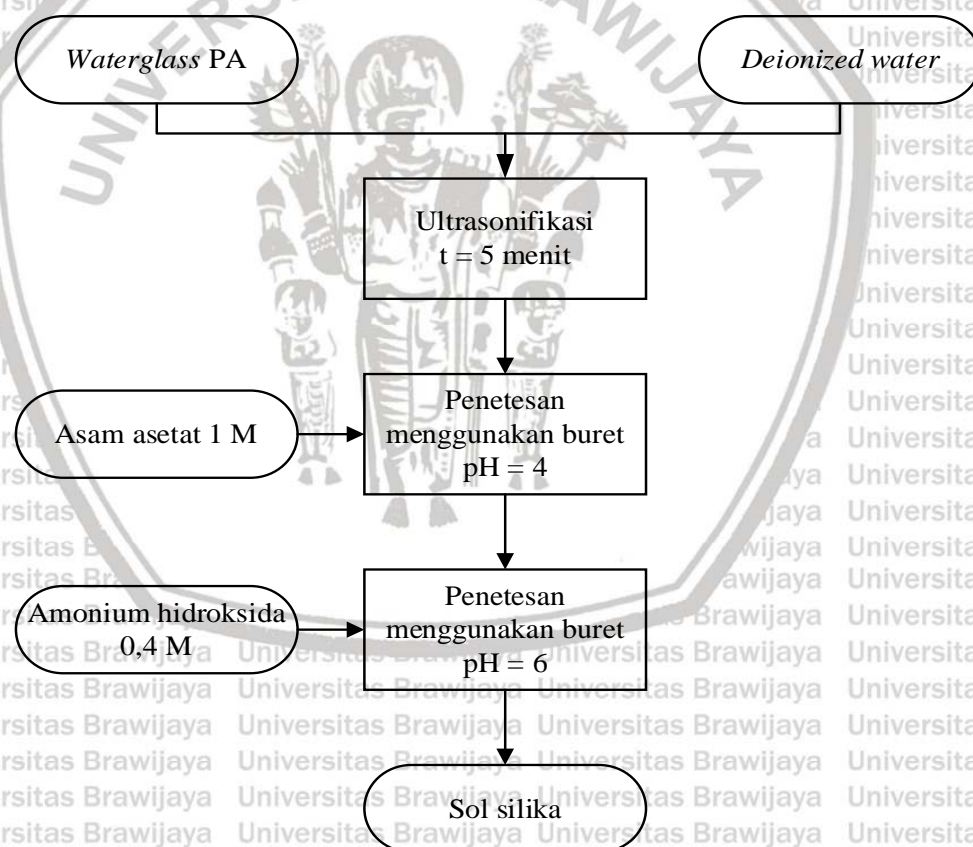 Waterglass PA
Deionized water
Ultrasonifikasi
t = 5 menit
Asam asetat 1 M
Penetesan
menggunakan buret
pH = 4
Amonium hidroksida
0,4 M
Penetesan
menggunakan buret
pH = 6
Sol silika